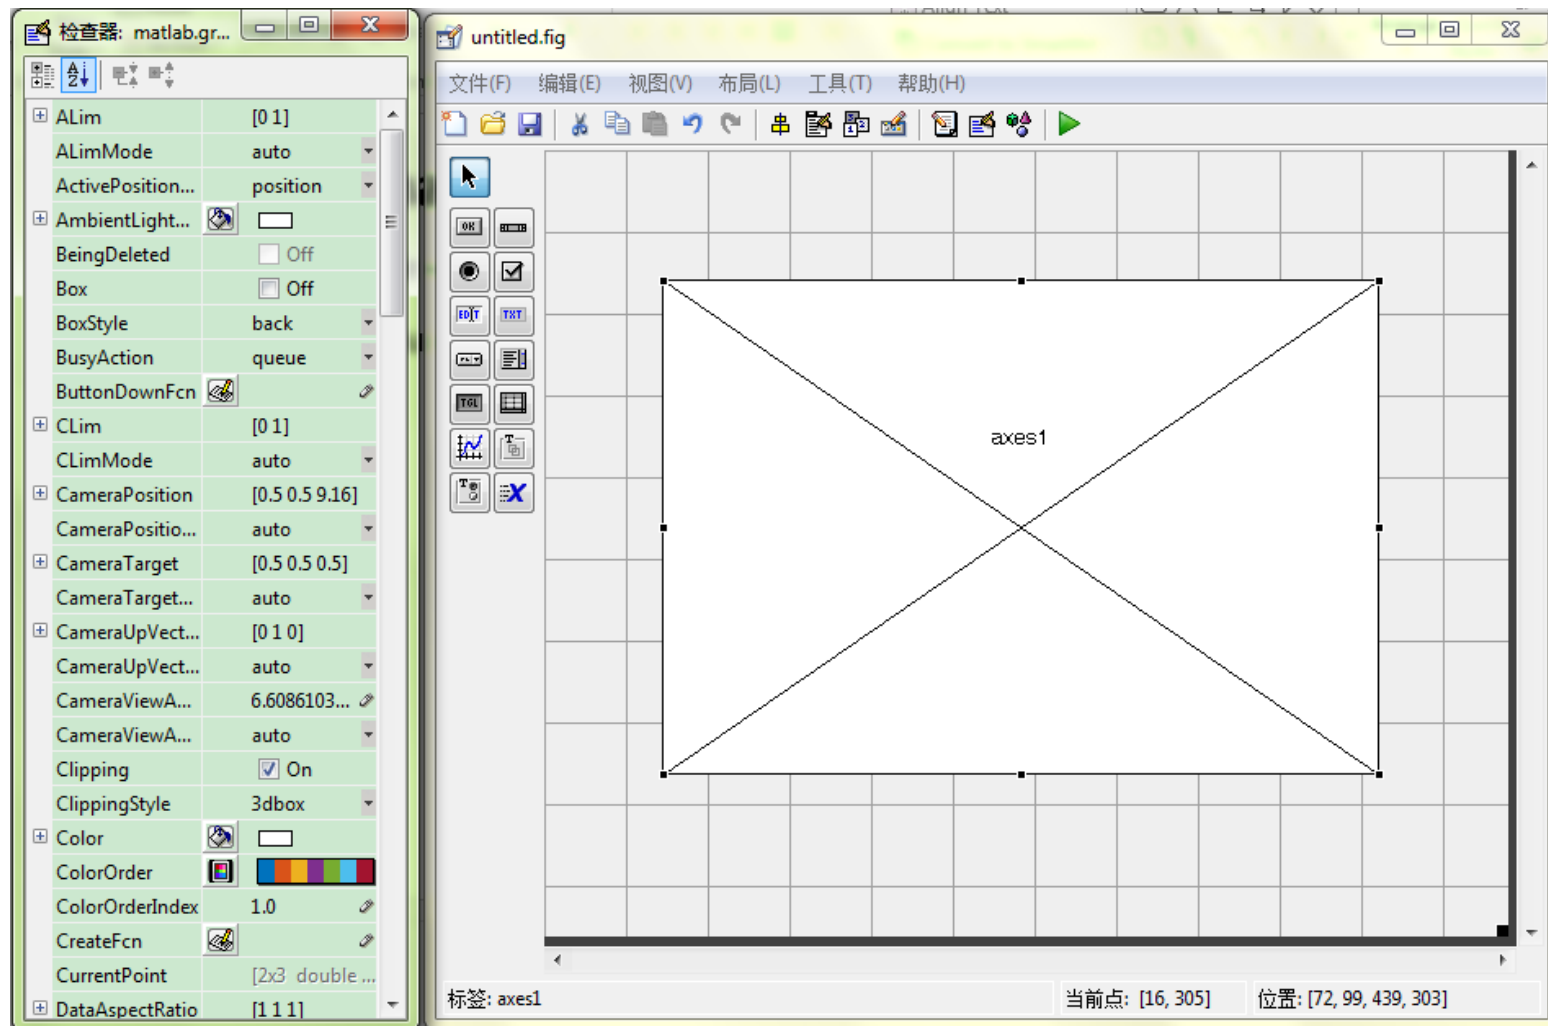 检查器: matlab.gr...
ALim [0 1]
ALimMode auto
ActivePosition... position
AmbientLight...
BeingDeleted Off
Box Off
BoxStyle back
BusyAction queue
ButtonDownFcn
CLim [0 1]
CLimMode auto
CameraPosition [0.5 0.5 9.16]
CameraPositio... auto
CameraTarget [0.5 0.5 0.5]
CameraTarget... auto
CameraUpVect... [0 1 0]
CameraUpVect... auto
CameraViewA... 6.6086103...
CameraViewA... auto
Clipping On
ClippingStyle 3dbox
Color
ColorOrder
ColorOrderIndex 1.0
CreateFcn
CurrentPoint [2x3 double ...
DataAspectRatio [1 1 1]
untitled.fig
文件(F) 编辑(E) 视图(V) 布局(L) 工具(T) 帮助(H)
OK
EDIT TXT
TGL
axes1
标签: axes1 当前点: [16, 305] 位置: [72, 99, 439, 303]